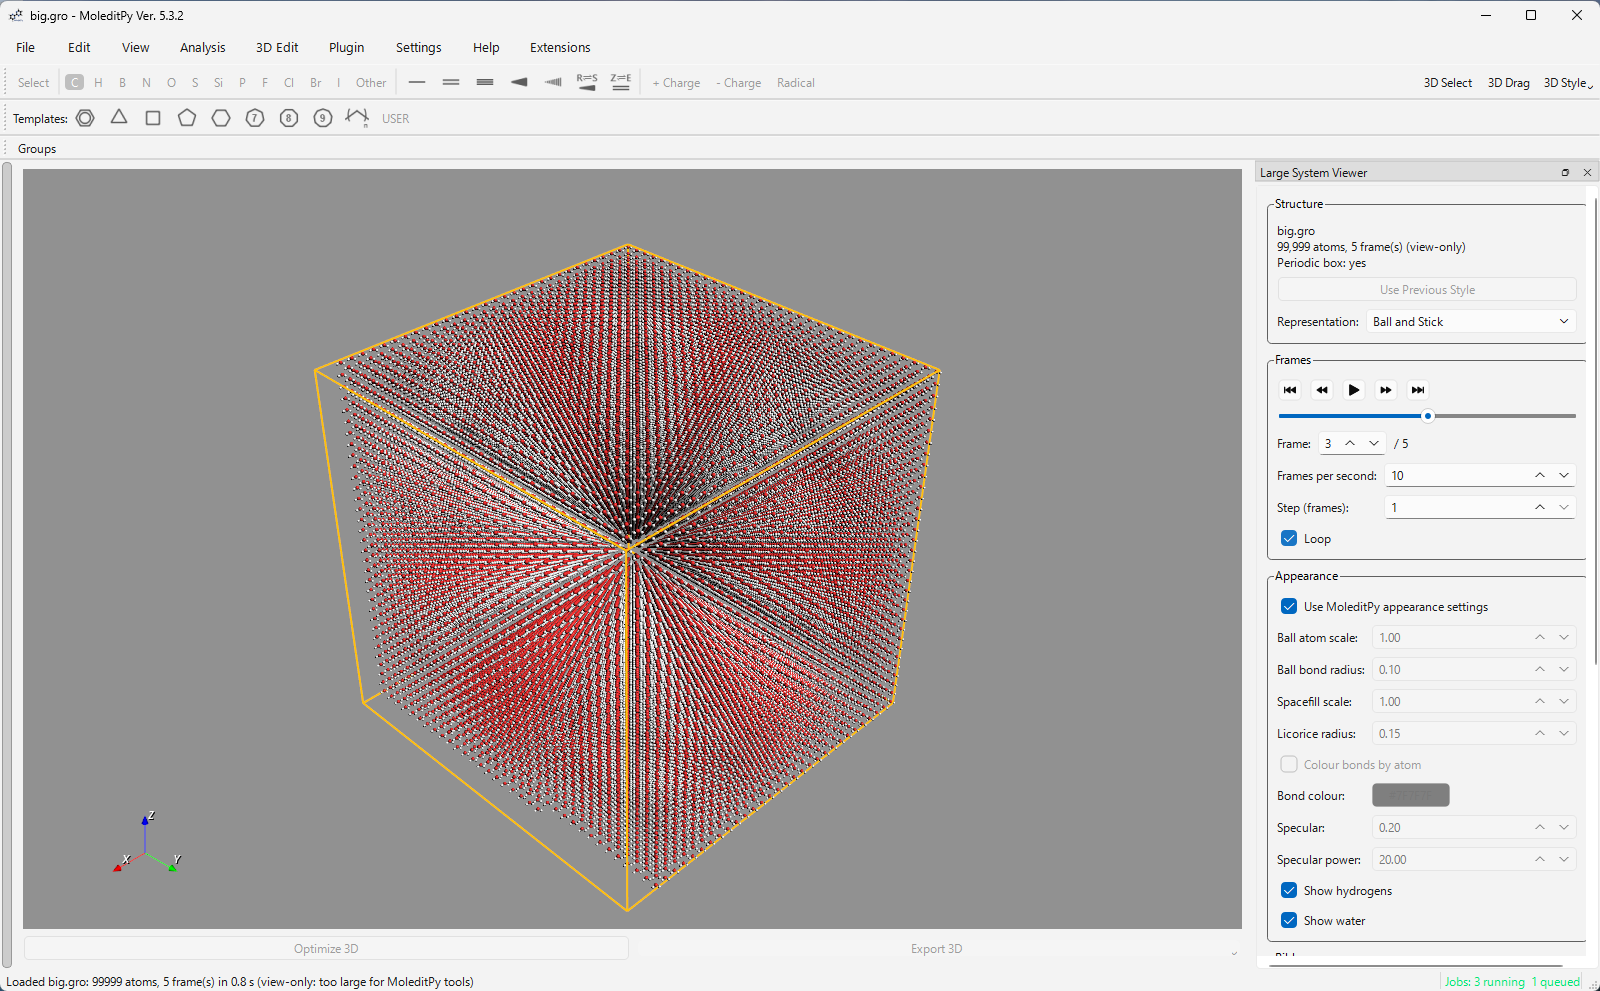 big.gro - MoleditPy Ver. 5.3.2
File Edit View Analysis 3D Edit Plugin Settings Help Extensions
Select C H B N O S Si P F Cl Br I Other R⇌S Z⇌E + Charge - Charge Radical 3D Select 3D Drag 3D Style
Templates: 7 8 9 n USER
Groups
Large System Viewer
Structure
big.gro
99,999 atoms, 5 frame(s) (view-only)
Periodic box: yes
Use Previous Style
Representation: Ball and Stick
Frames
Frame: 3 / 5
Frames per second: 10
Step (frames): 1
Loop
Appearance
Use MoleditPy appearance settings
Ball atom scale: 1.00
Ball bond radius: 0.10
Spacefill scale: 1.00
Licorice radius: 0.15
Colour bonds by atom
Bond colour:
Specular: 0.20
Specular power: 20.00
Show hydrogens
Show water
Z
X
Y
Optimize 3D Export 3D
Loaded big.gro: 99999 atoms, 5 frame(s) in 0.8 s (view-only: too large for MoleditPy tools) Jobs: 3 running 1 queued